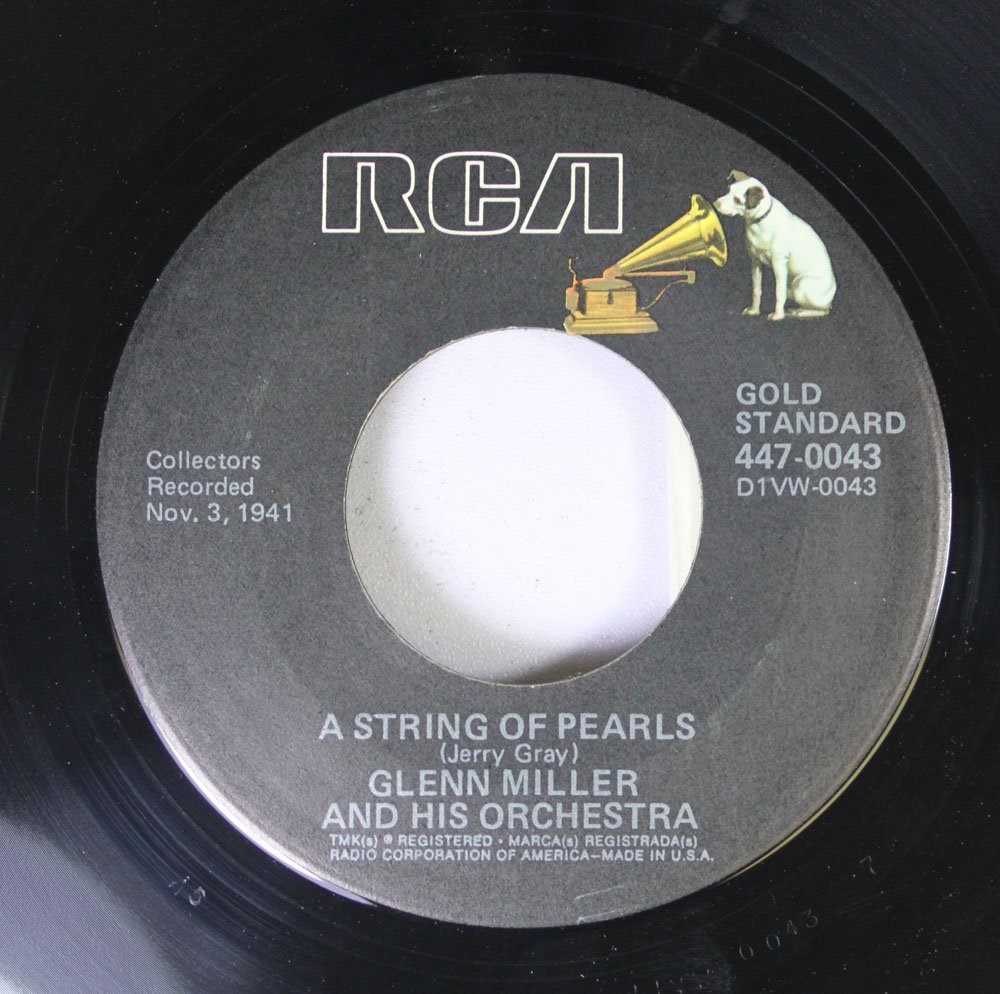 RCA
GOLD
STANDARD
447-0043
D1VW-0043
Collectors
Recorded
Nov. 3, 1941
A STRING OF PEARLS
(Jerry Gray)
GLENN MILLER
AND HIS ORCHESTRA
TMK(s) ® REGISTERED • MARCA(s) REGISTRADA(s)
RADIO CORPORATION OF AMERICA—MADE IN U.S.A.